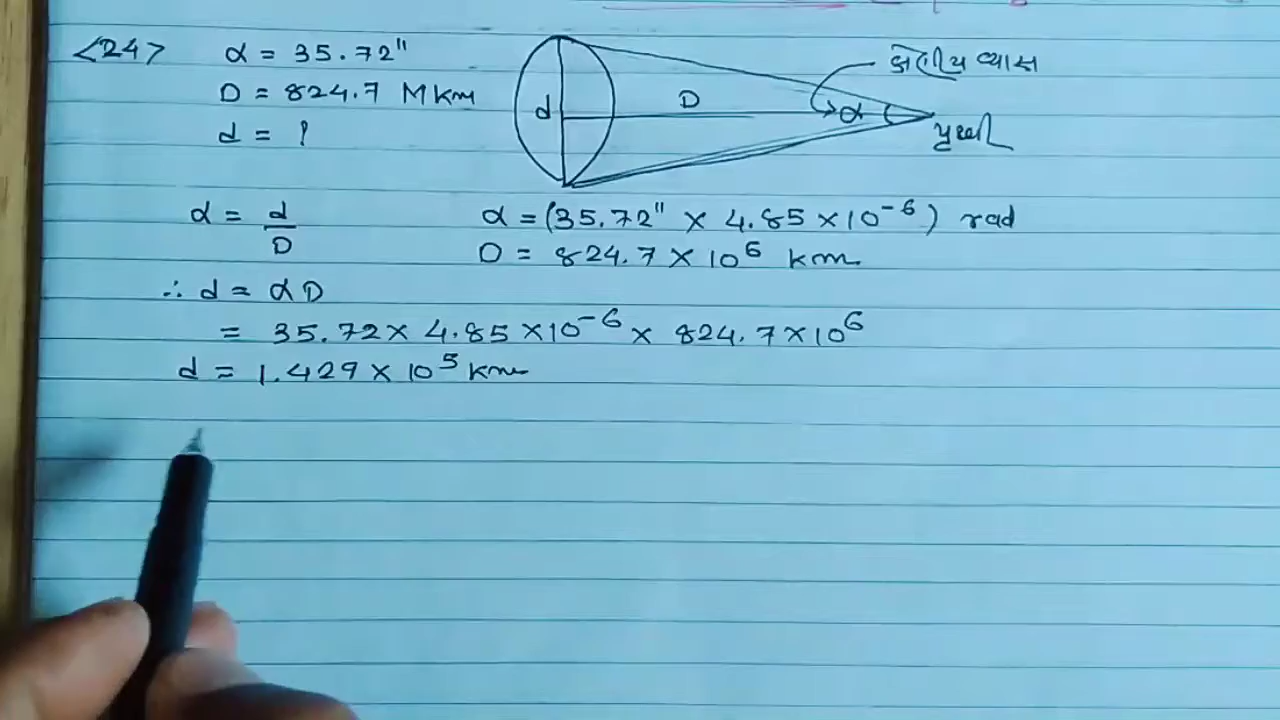 <24> α = 35.72"
D = 824.7 Mkm
d = ?
d
D
α
कोणीय व्यास
पृथ्वी
α = d/D
α = (35.72" × 4.85 × 10⁻⁶) rad
D = 824.7 × 10⁶ km
∴ d = αD
= 35.72 × 4.85 × 10⁻⁶ × 824.7 × 10⁶
d = 1.429 × 10⁵ km